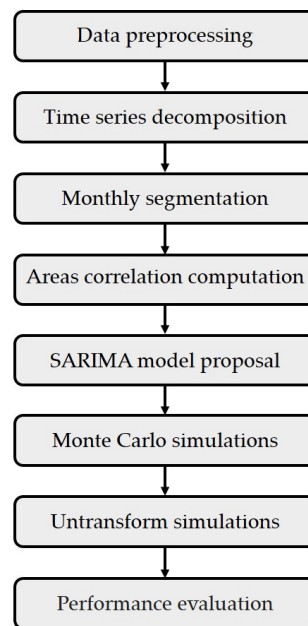 Data preprocessing
Time series decomposition
Monthly segmentation
Areas correlation computation
SARIMA model proposal
Monte Carlo simulations
Untransform simulations
Performance evaluation